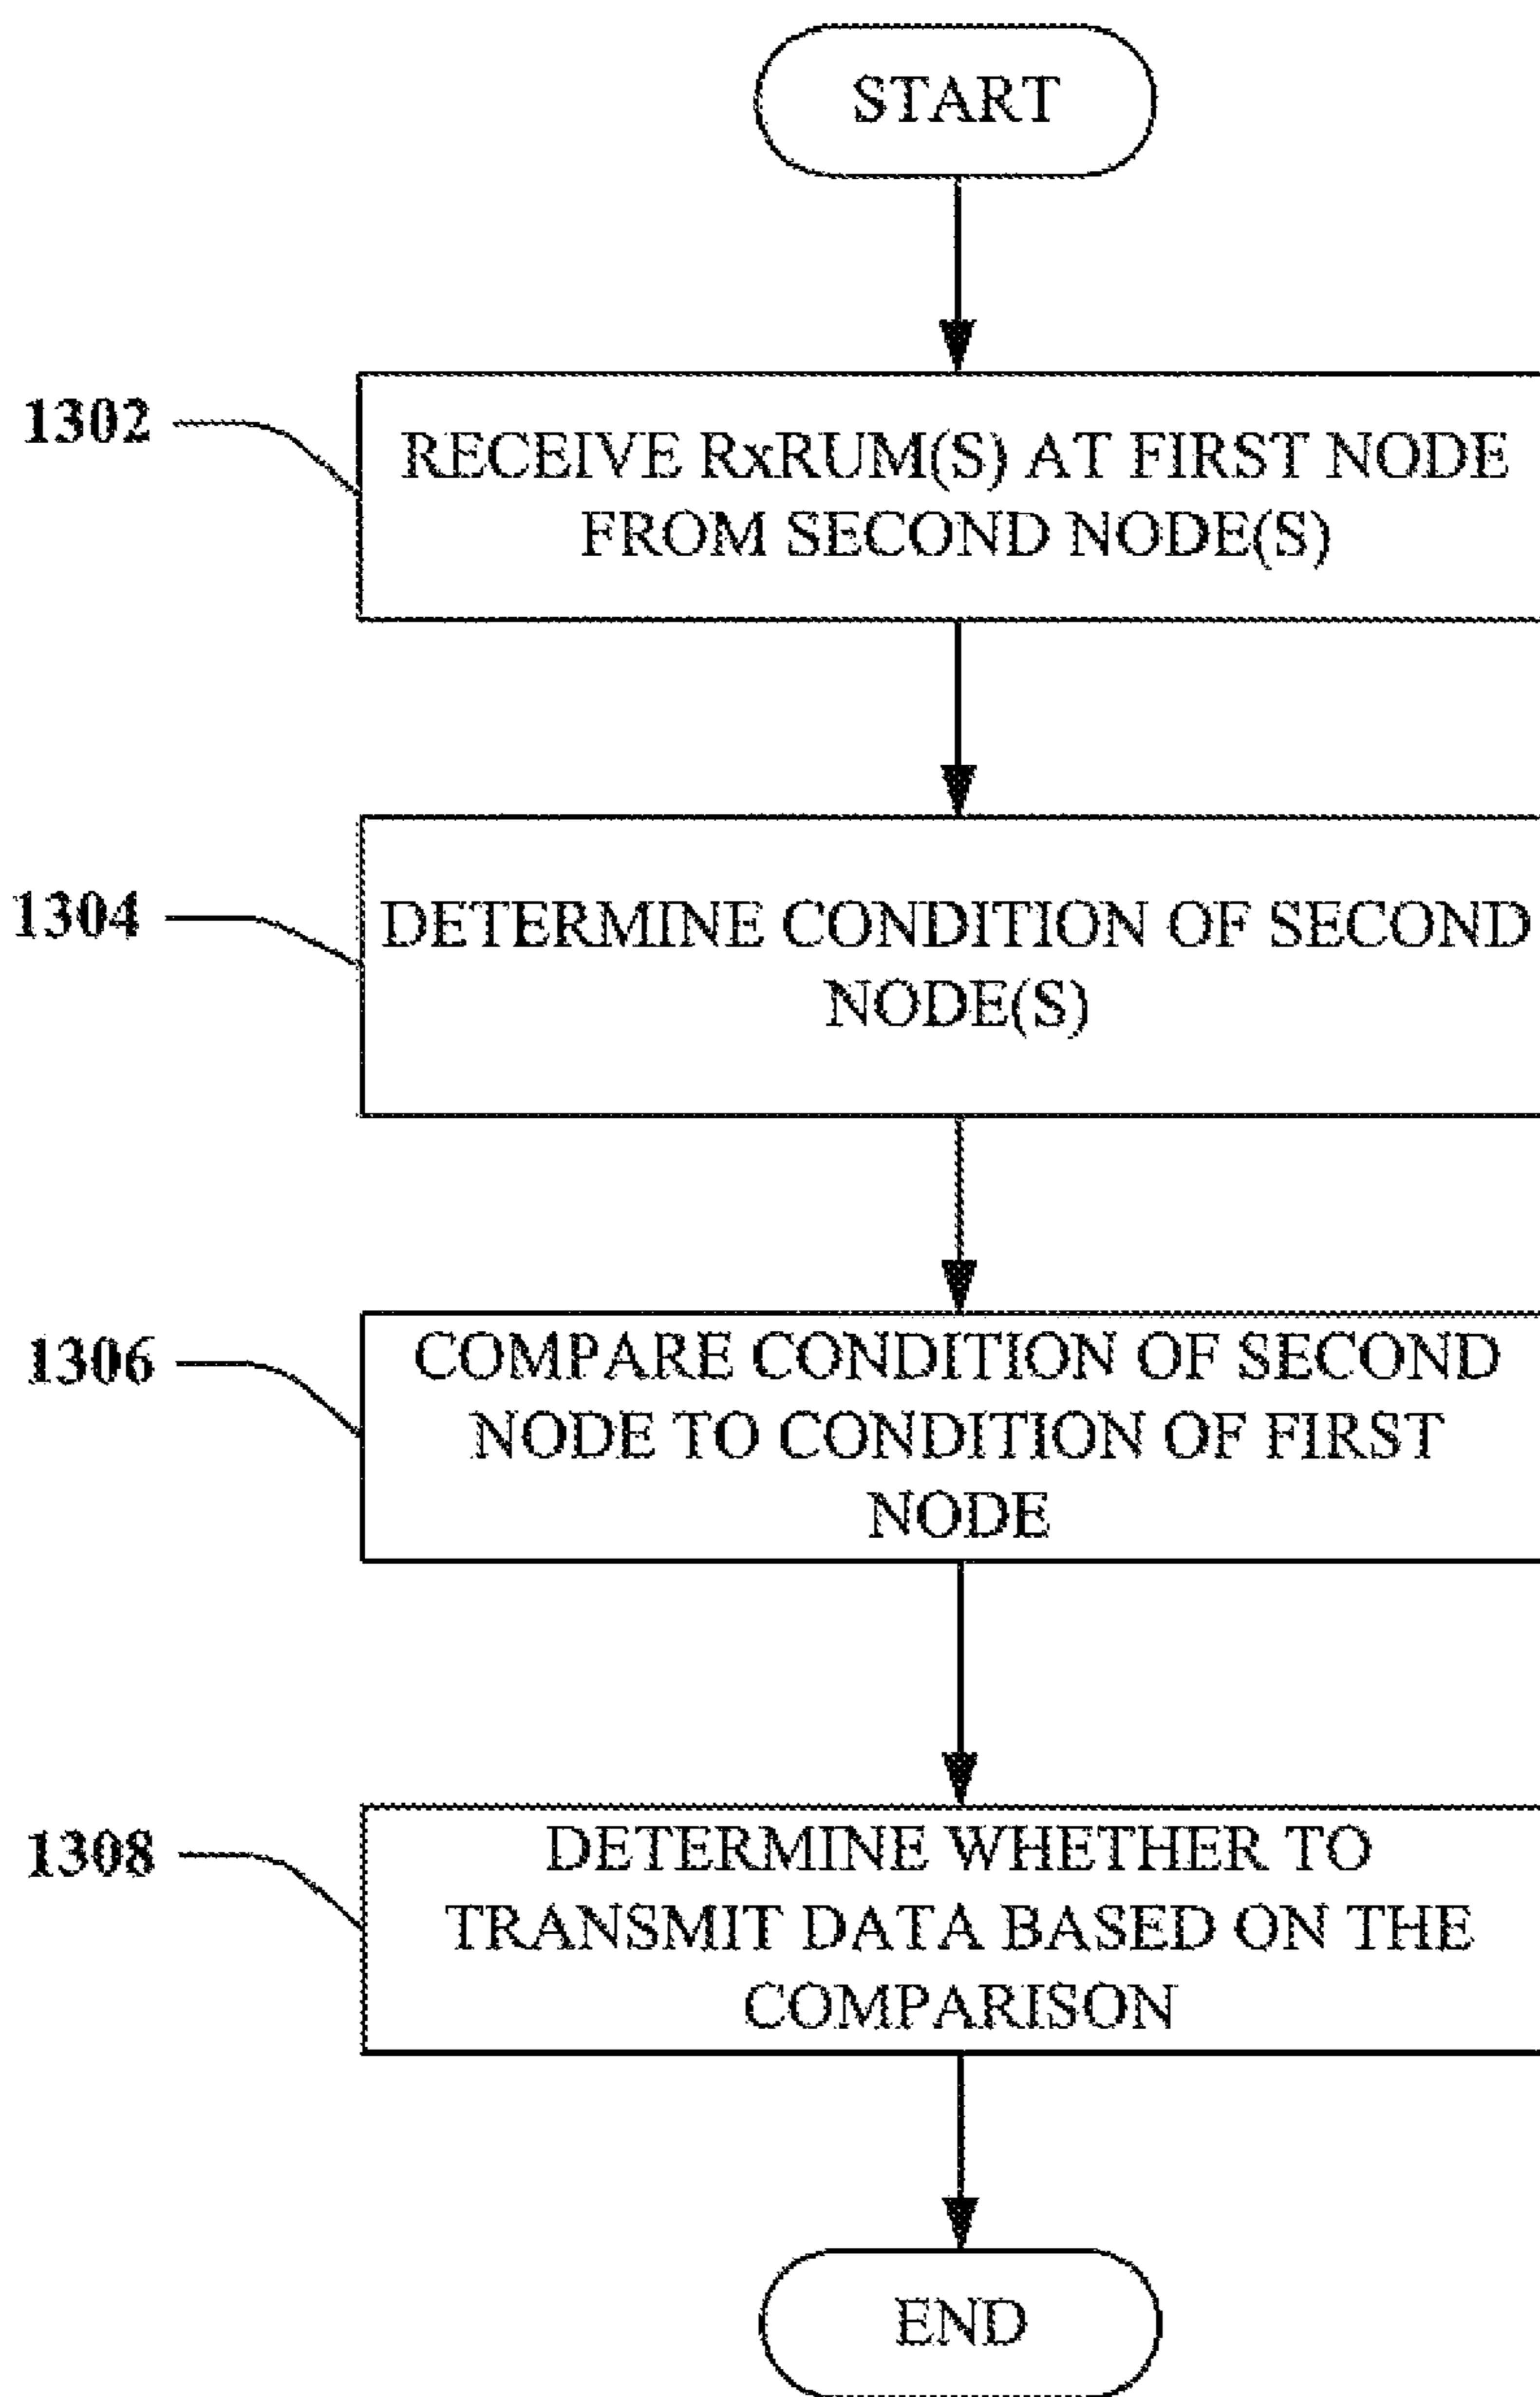 START
1302
RECEIVE RxRUM(S) AT FIRST NODE
FROM SECOND NODE(S)
1304
DETERMINE CONDITION OF SECOND
NODE(S)
1306
COMPARE CONDITION OF SECOND
NODE TO CONDITION OF FIRST
NODE
1308
DETERMINE WHETHER TO
TRANSMIT DATA BASED ON THE
COMPARISON
END